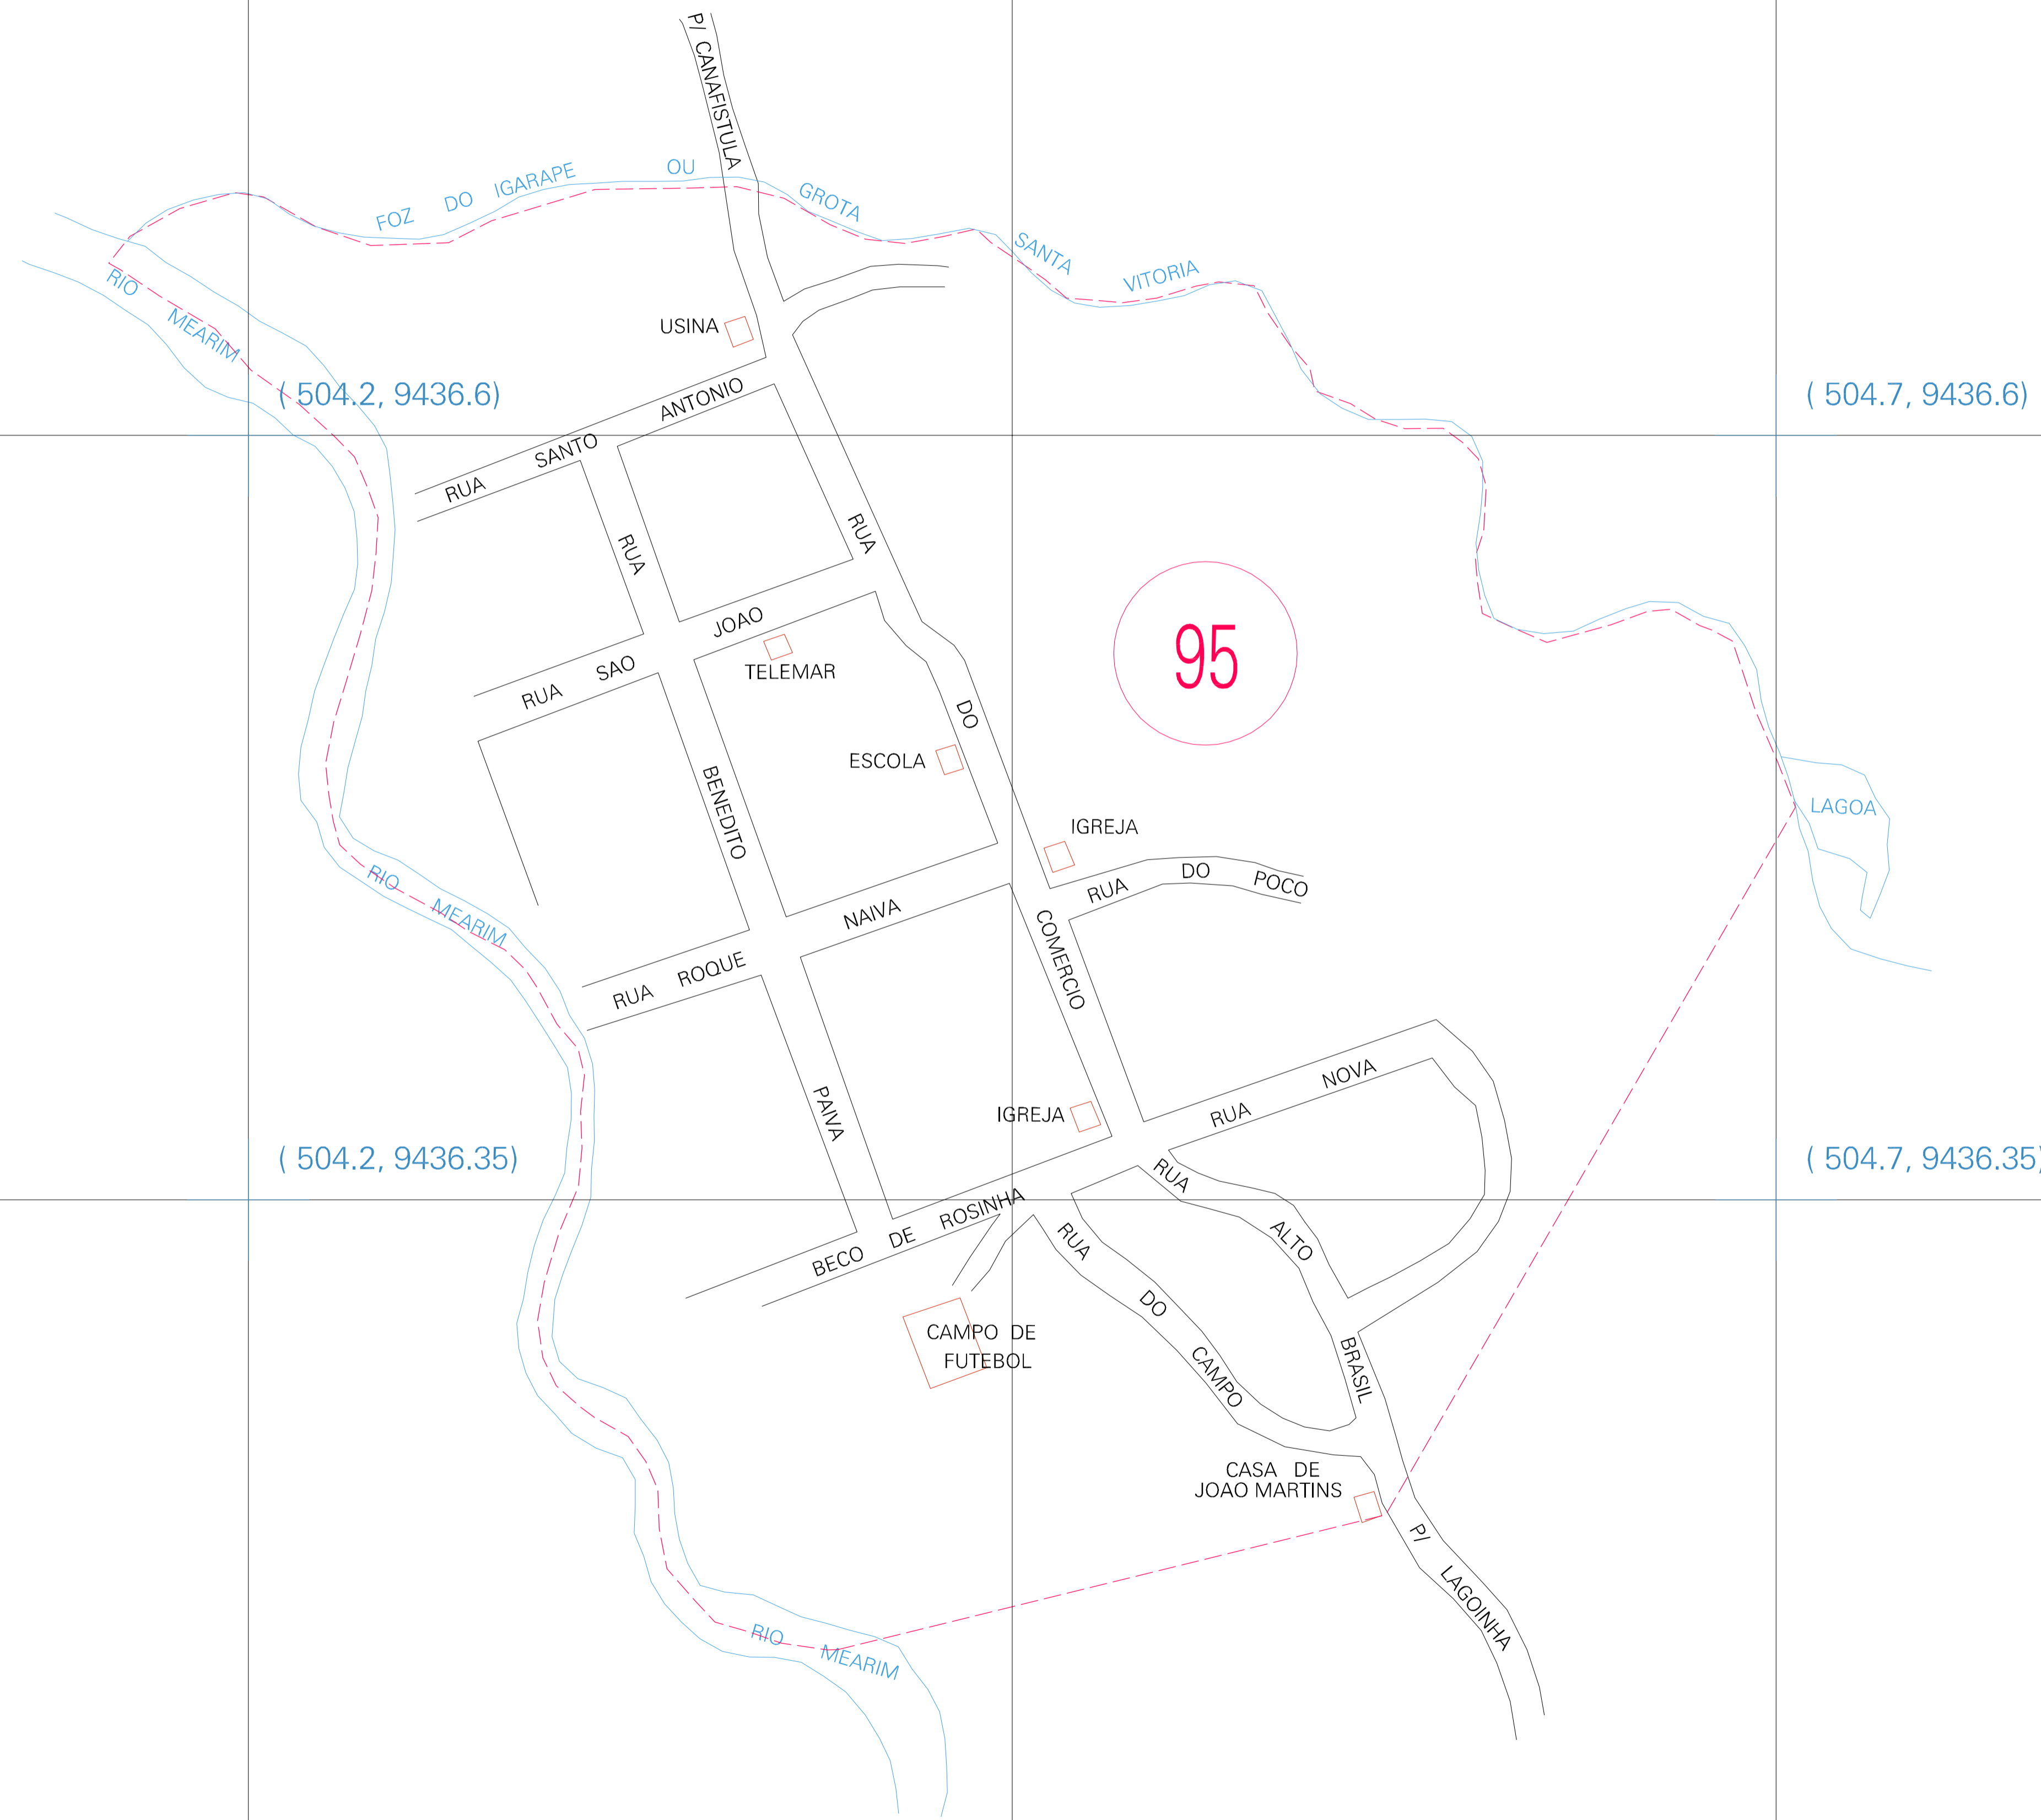 P/ CANAFISTULA
FOZ DO IGARAPE OU GROTA SANTA VITORIA
RIO MEARIM
USINA
( 504.2, 9436.6)
( 504.7, 9436.6)
RUA SANTO ANTONIO
RUA DO COMERCIO
RUA BENEDITO PAIVA
95
RUA SAO JOAO
TELEMAR
ESCOLA
LAGOA
IGREJA
RUA DO POCO
RIO MEARIM
RUA ROQUE NAIVA
RUA NOVA
IGREJA
( 504.2, 9436.35)
( 504.7, 9436.35)
BECO DE ROSINHA
RUA ALTO BRASIL
RUA DO CAMPO
CAMPO DE
FUTEBOL
CASA DE
JOAO MARTINS
P/ LAGOINHA
RIO MEARIM